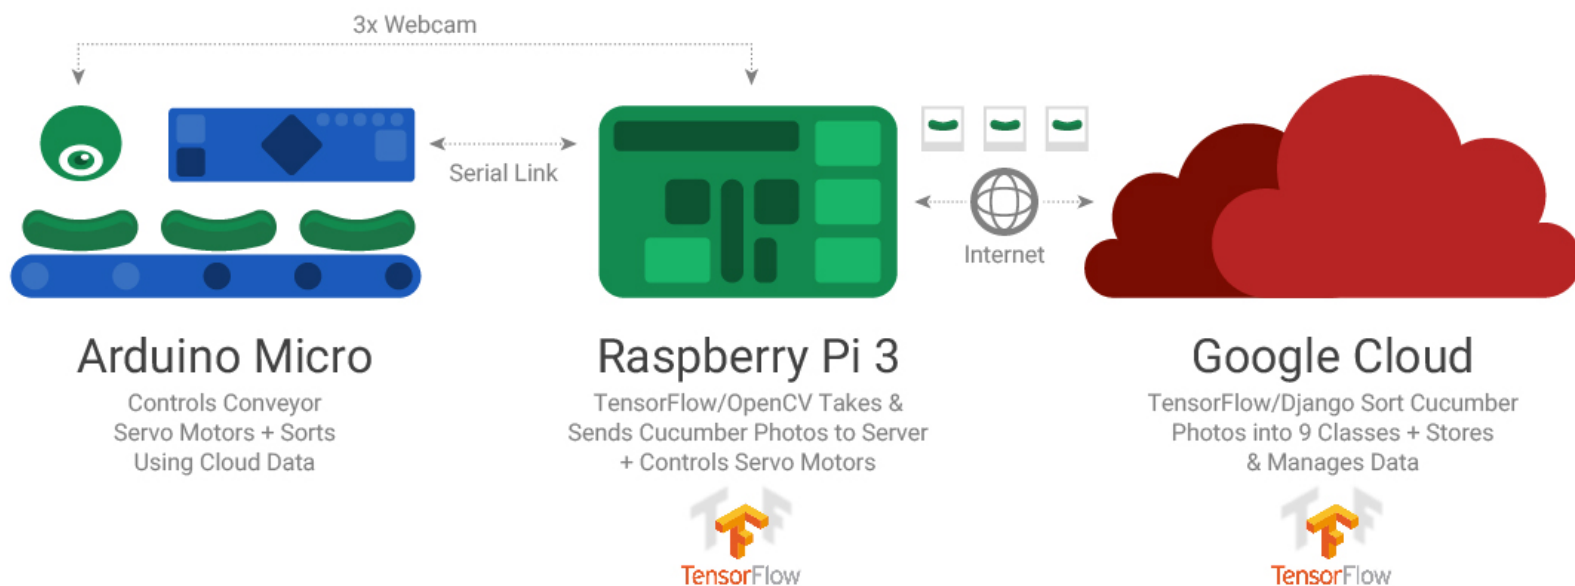 3x Webcam
Serial Link
Internet
Arduino Micro
Controls Conveyor
Servo Motors + Sorts
Using Cloud Data
Raspberry Pi 3
TensorFlow/OpenCV Takes &
Sends Cucumber Photos to Server
+ Controls Servo Motors
TensorFlow
Google Cloud
TensorFlow/Django Sort Cucumber
Photos into 9 Classes + Stores
& Manages Data
TensorFlow